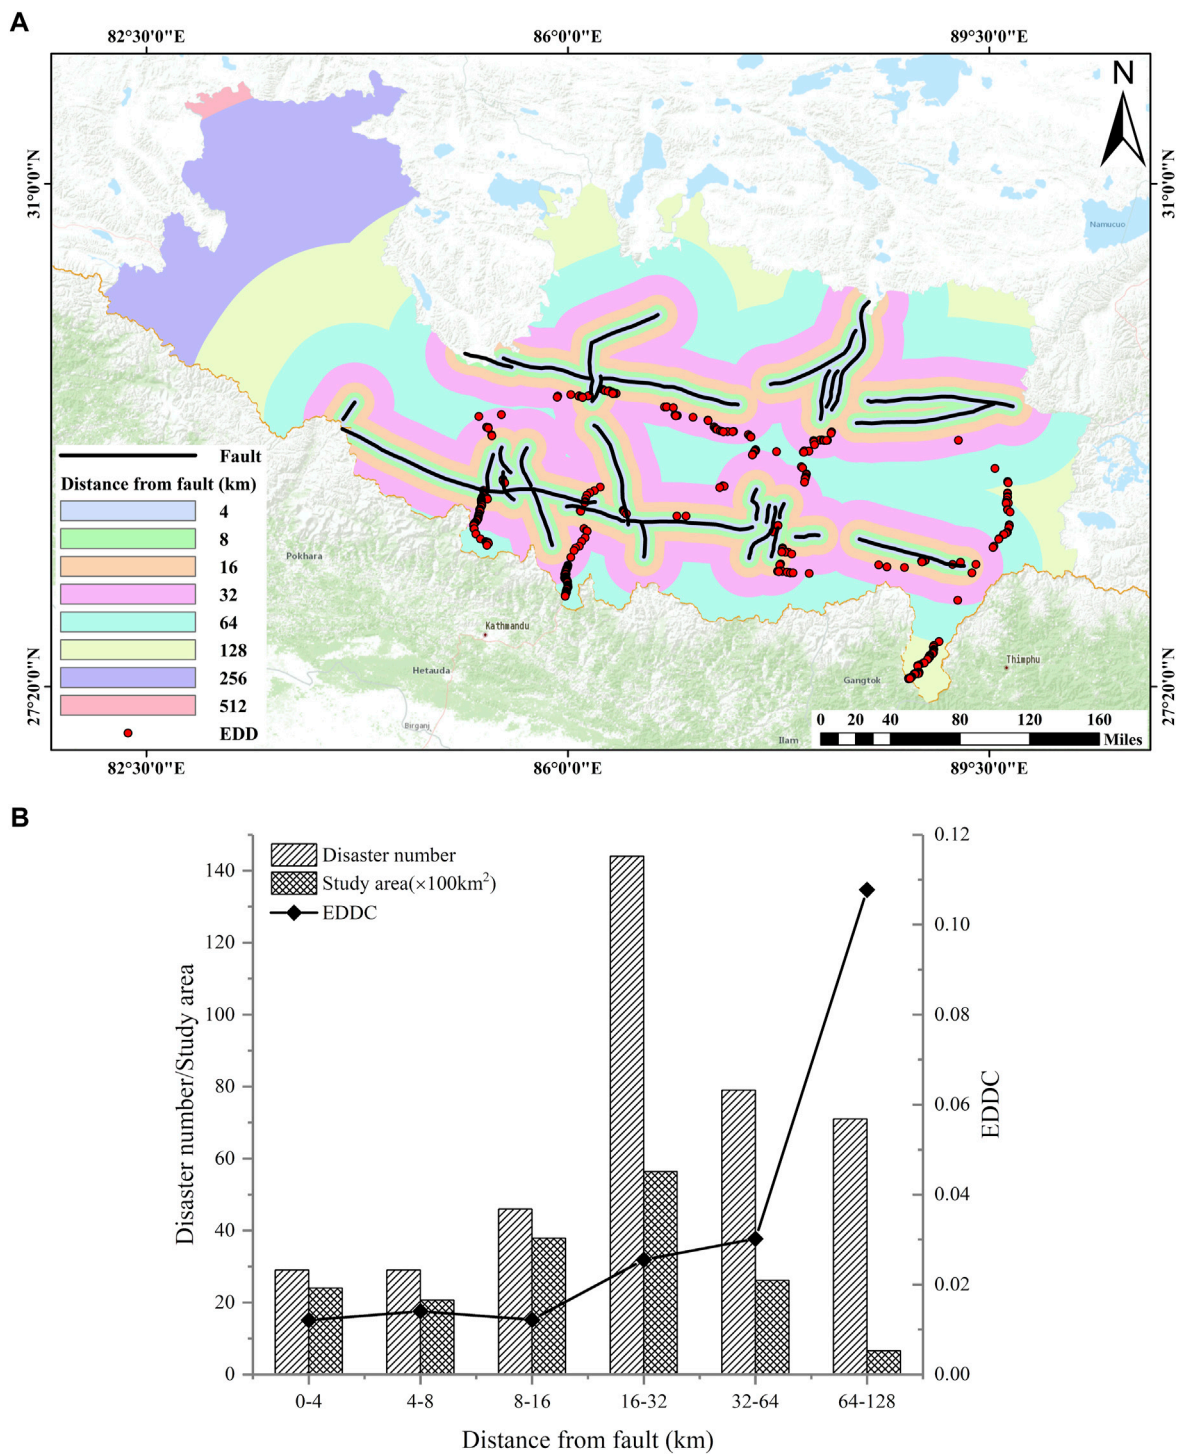 A
82°30'0"E 86°0'0"E 89°30'0"E
N
31°0'0"N
31°0'0"N
Namucuo
Fault
Distance from fault (km)
4
8
16
32
64
128
256
512
EDD
Pokhara
Kathmandu
Hetauda
Birganj
Gangtok
Thimphu
Ilam
27°20'0"N
27°20'0"N
0 20 40 80 120 160
Miles
82°30'0"E 86°0'0"E 89°30'0"E
B
Disaster number
Study area(×100km²)
EDDC
Disaster number/Study area
140
120
100
80
60
40
20
0
0.12
0.10
0.08
0.06
0.04
0.02
0.00
EDDC
0-4 4-8 8-16 16-32 32-64 64-128
Distance from fault (km)